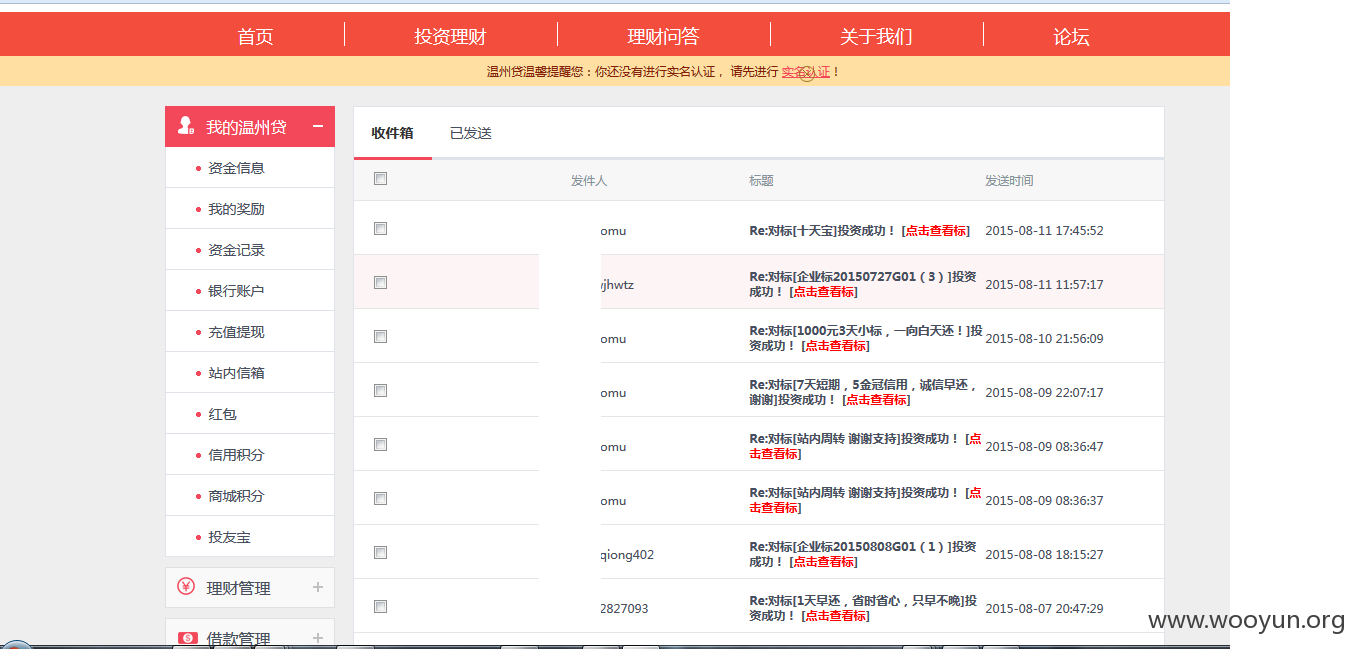 首页 投资理财 理财问答 关于我们 论坛
温州贷温馨提醒您：你还没有进行实名认证， 请先进行 实名认证！
我的温州贷
资金信息
我的奖励
资金记录
银行账户
充值提现
站内信箱
红包
信用积分
商城积分
投友宝
理财管理
借款管理
收件箱 已发送
发件人 标题 发送时间
omu Re:对标[十天宝]投资成功！ [点击查看标] 2015-08-11 17:45:52
jhwtz Re:对标[企业标20150727G01（3）]投资
成功！ [点击查看标] 2015-08-11 11:57:17
omu Re:对标[1000元3天小标，一向白天还！]投
资成功！ [点击查看标] 2015-08-10 21:56:09
omu Re:对标[7天短期，5金冠信用，诚信早还，
谢谢]投资成功！ [点击查看标] 2015-08-09 22:07:17
omu Re:对标[站内周转 谢谢支持]投资成功！ [点
击查看标] 2015-08-09 08:36:47
omu Re:对标[站内周转 谢谢支持]投资成功！ [点
击查看标] 2015-08-09 08:36:37
qiong402 Re:对标[企业标20150808G01（1）]投资
成功！ [点击查看标] 2015-08-08 18:15:27
2827093 Re:对标[1天早还，省时省心，只早不晚]投
资成功！ [点击查看标] 2015-08-07 20:47:29
www.wooyun.org